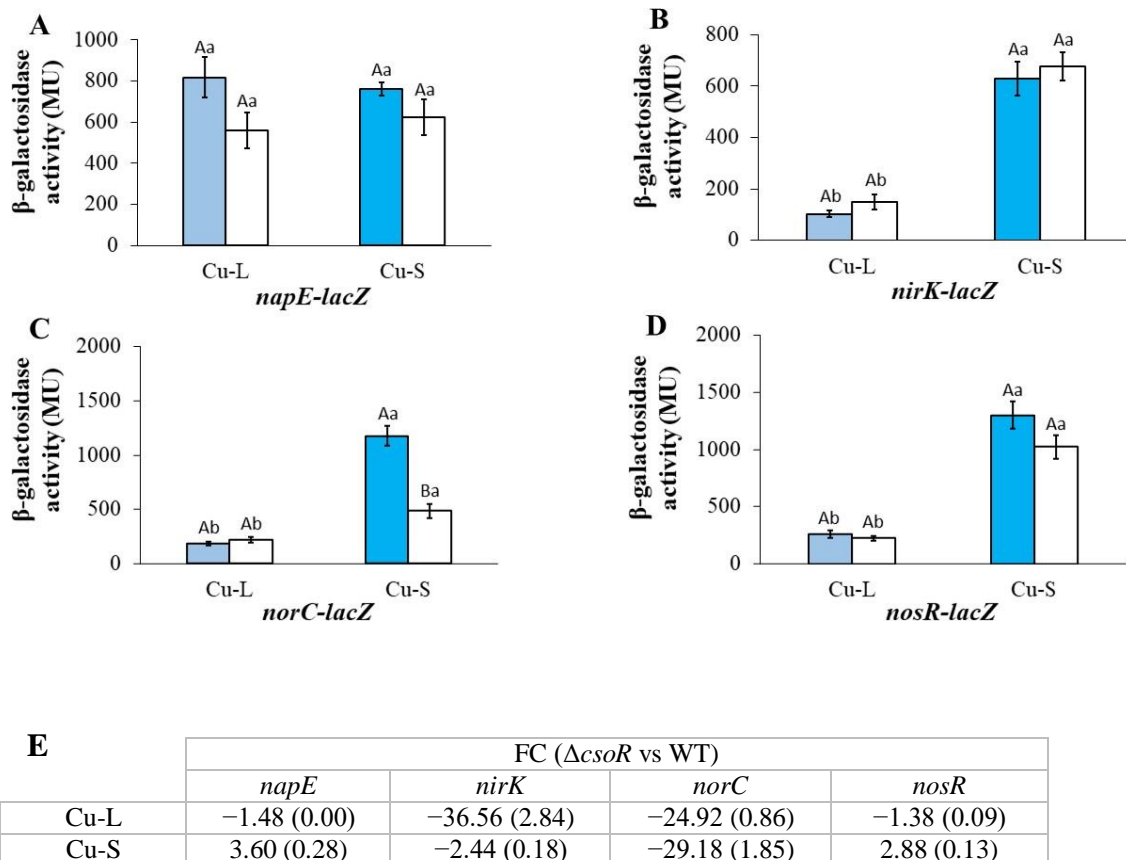 A
β-galactosidase
activity (MU)
1000
800
600
400
200
0
Aa
Aa
Aa
Aa
Cu-L
Cu-S
napE-lacZ
B
β-galactosidase
activity (MU)
800
600
400
200
0
Ab
Ab
Aa
Aa
Cu-L
Cu-S
nirK-lacZ
C
β-galactosidase
activity (MU)
2000
1500
1000
500
0
Ab
Ab
Aa
Ba
Cu-L
Cu-S
norC-lacZ
D
β-galactosidase
activity (MU)
2000
1500
1000
500
0
Ab
Ab
Aa
Aa
Cu-L
Cu-S
nosR-lacZ
E
FC (ΔcsoR vs WT)
napE nirK norC nosR
Cu-L −1.48 (0.00) −36.56 (2.84) −24.92 (0.86) −1.38 (0.09)
Cu-S 3.60 (0.28) −2.44 (0.18) −29.18 (1.85) 2.88 (0.13)